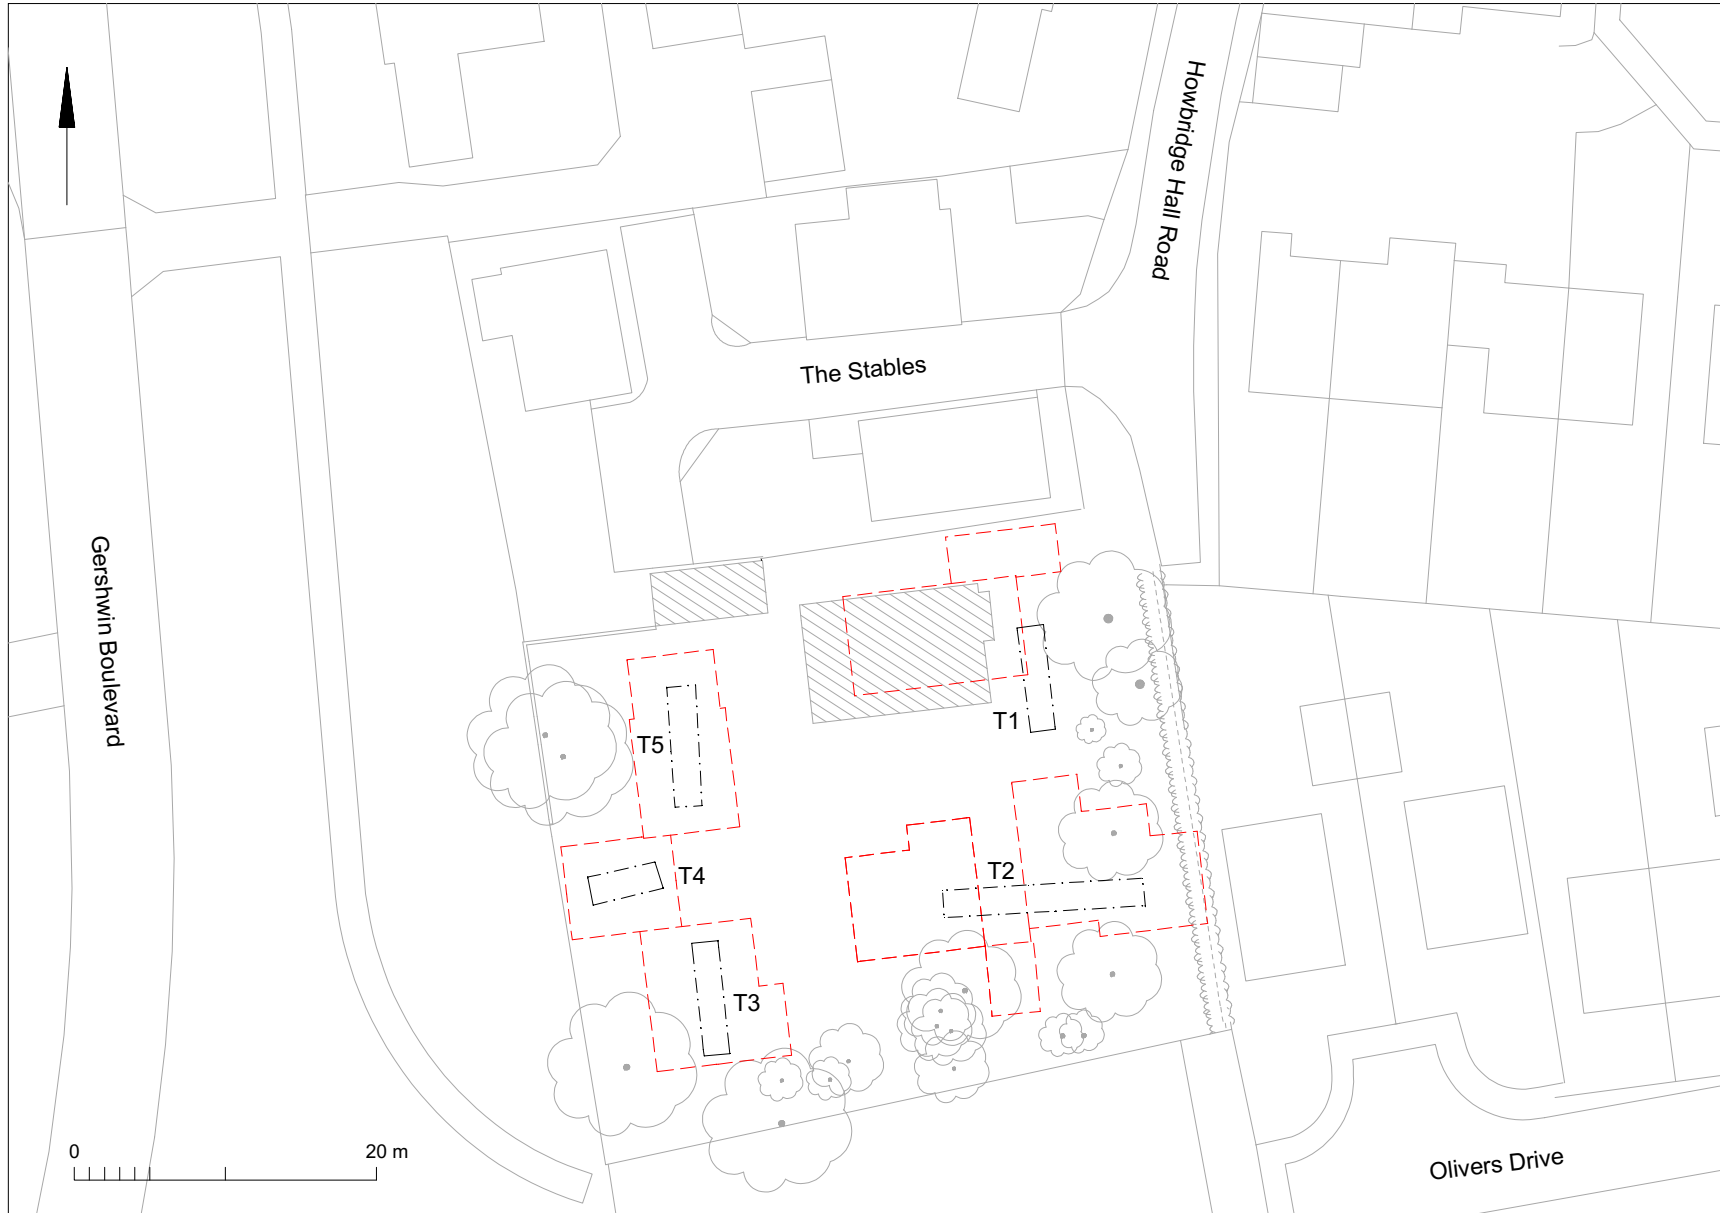 Howbridge Hall Road
The Stables
Gershwin Boulevard
T1
T5
T2
T4
T3
0 20 m
Olivers Drive